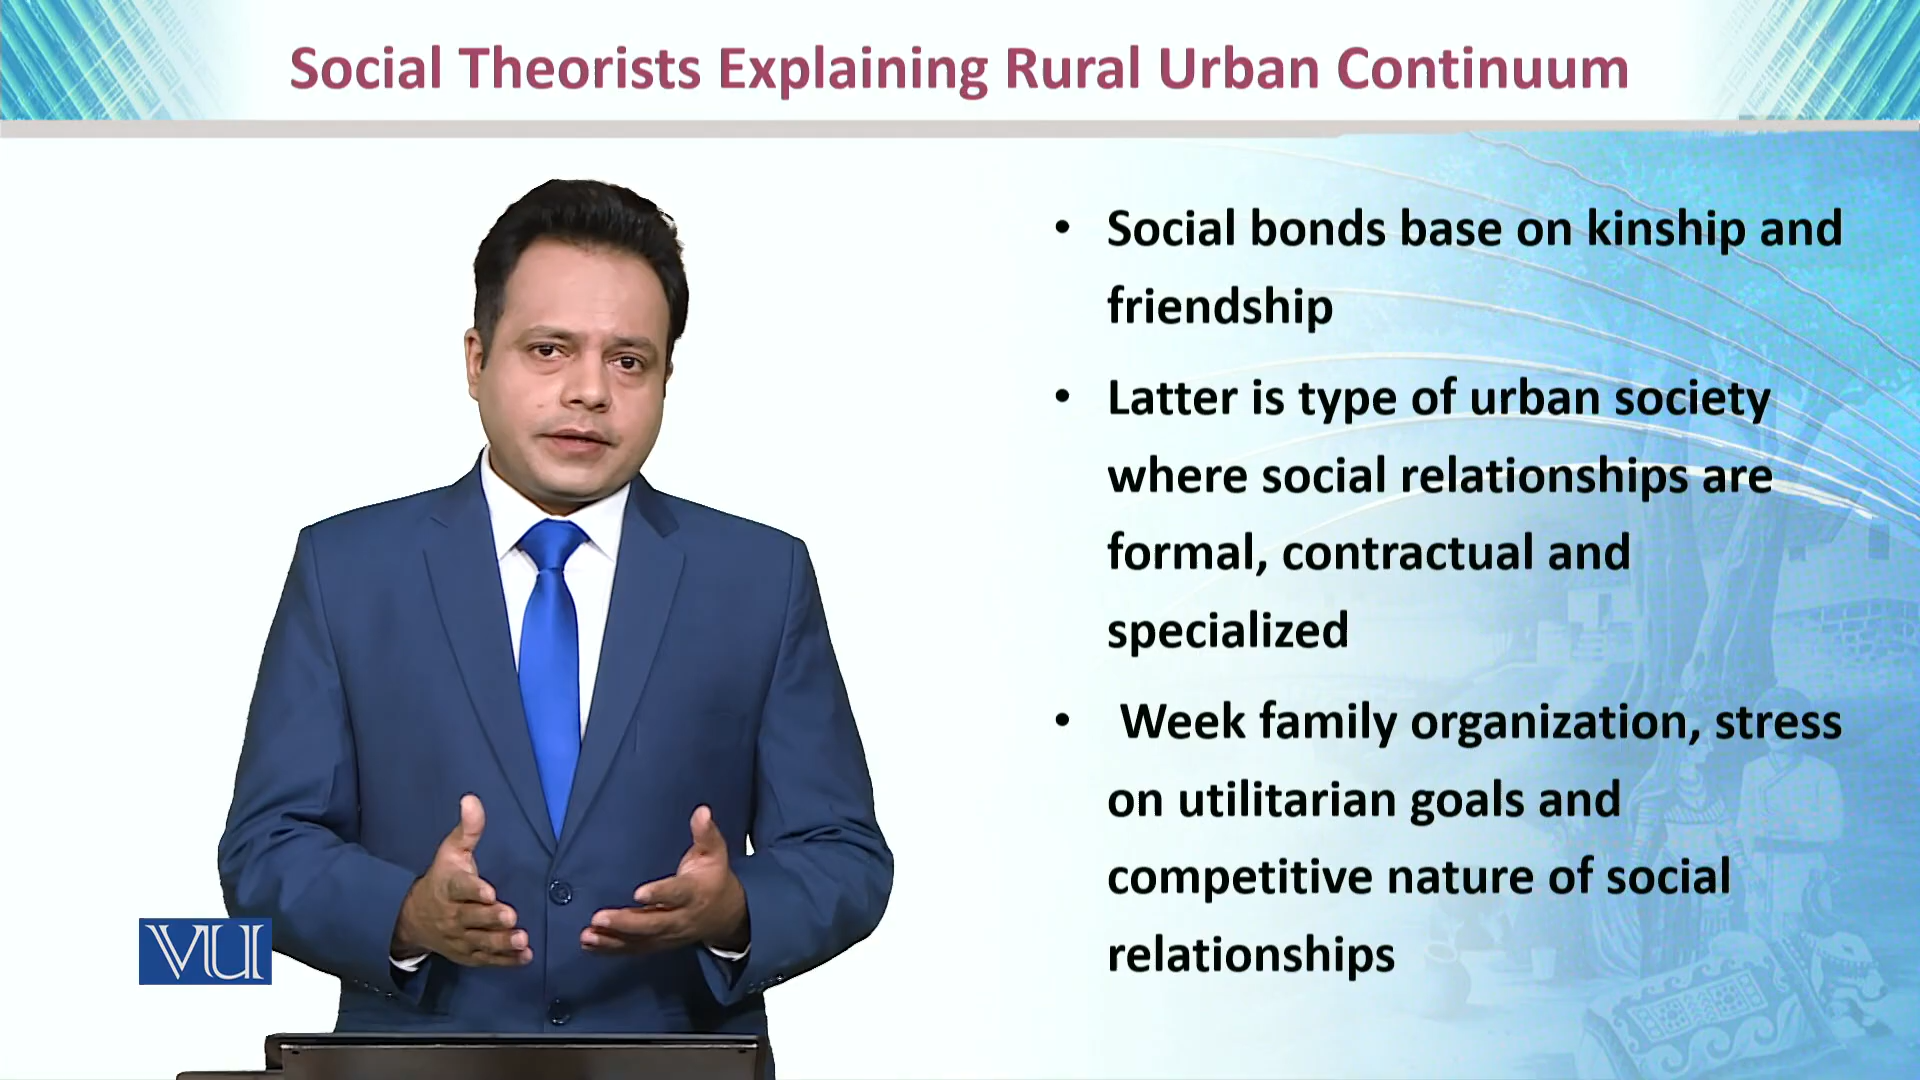 Social Theorists Explaining Rural Urban Continuum
• Social bonds base on kinship and
friendship
• Latter is type of urban society
where social relationships are
formal, contractual and
specialized
• Week family organization, stress
on utilitarian goals and
competitive nature of social
relationships
VU